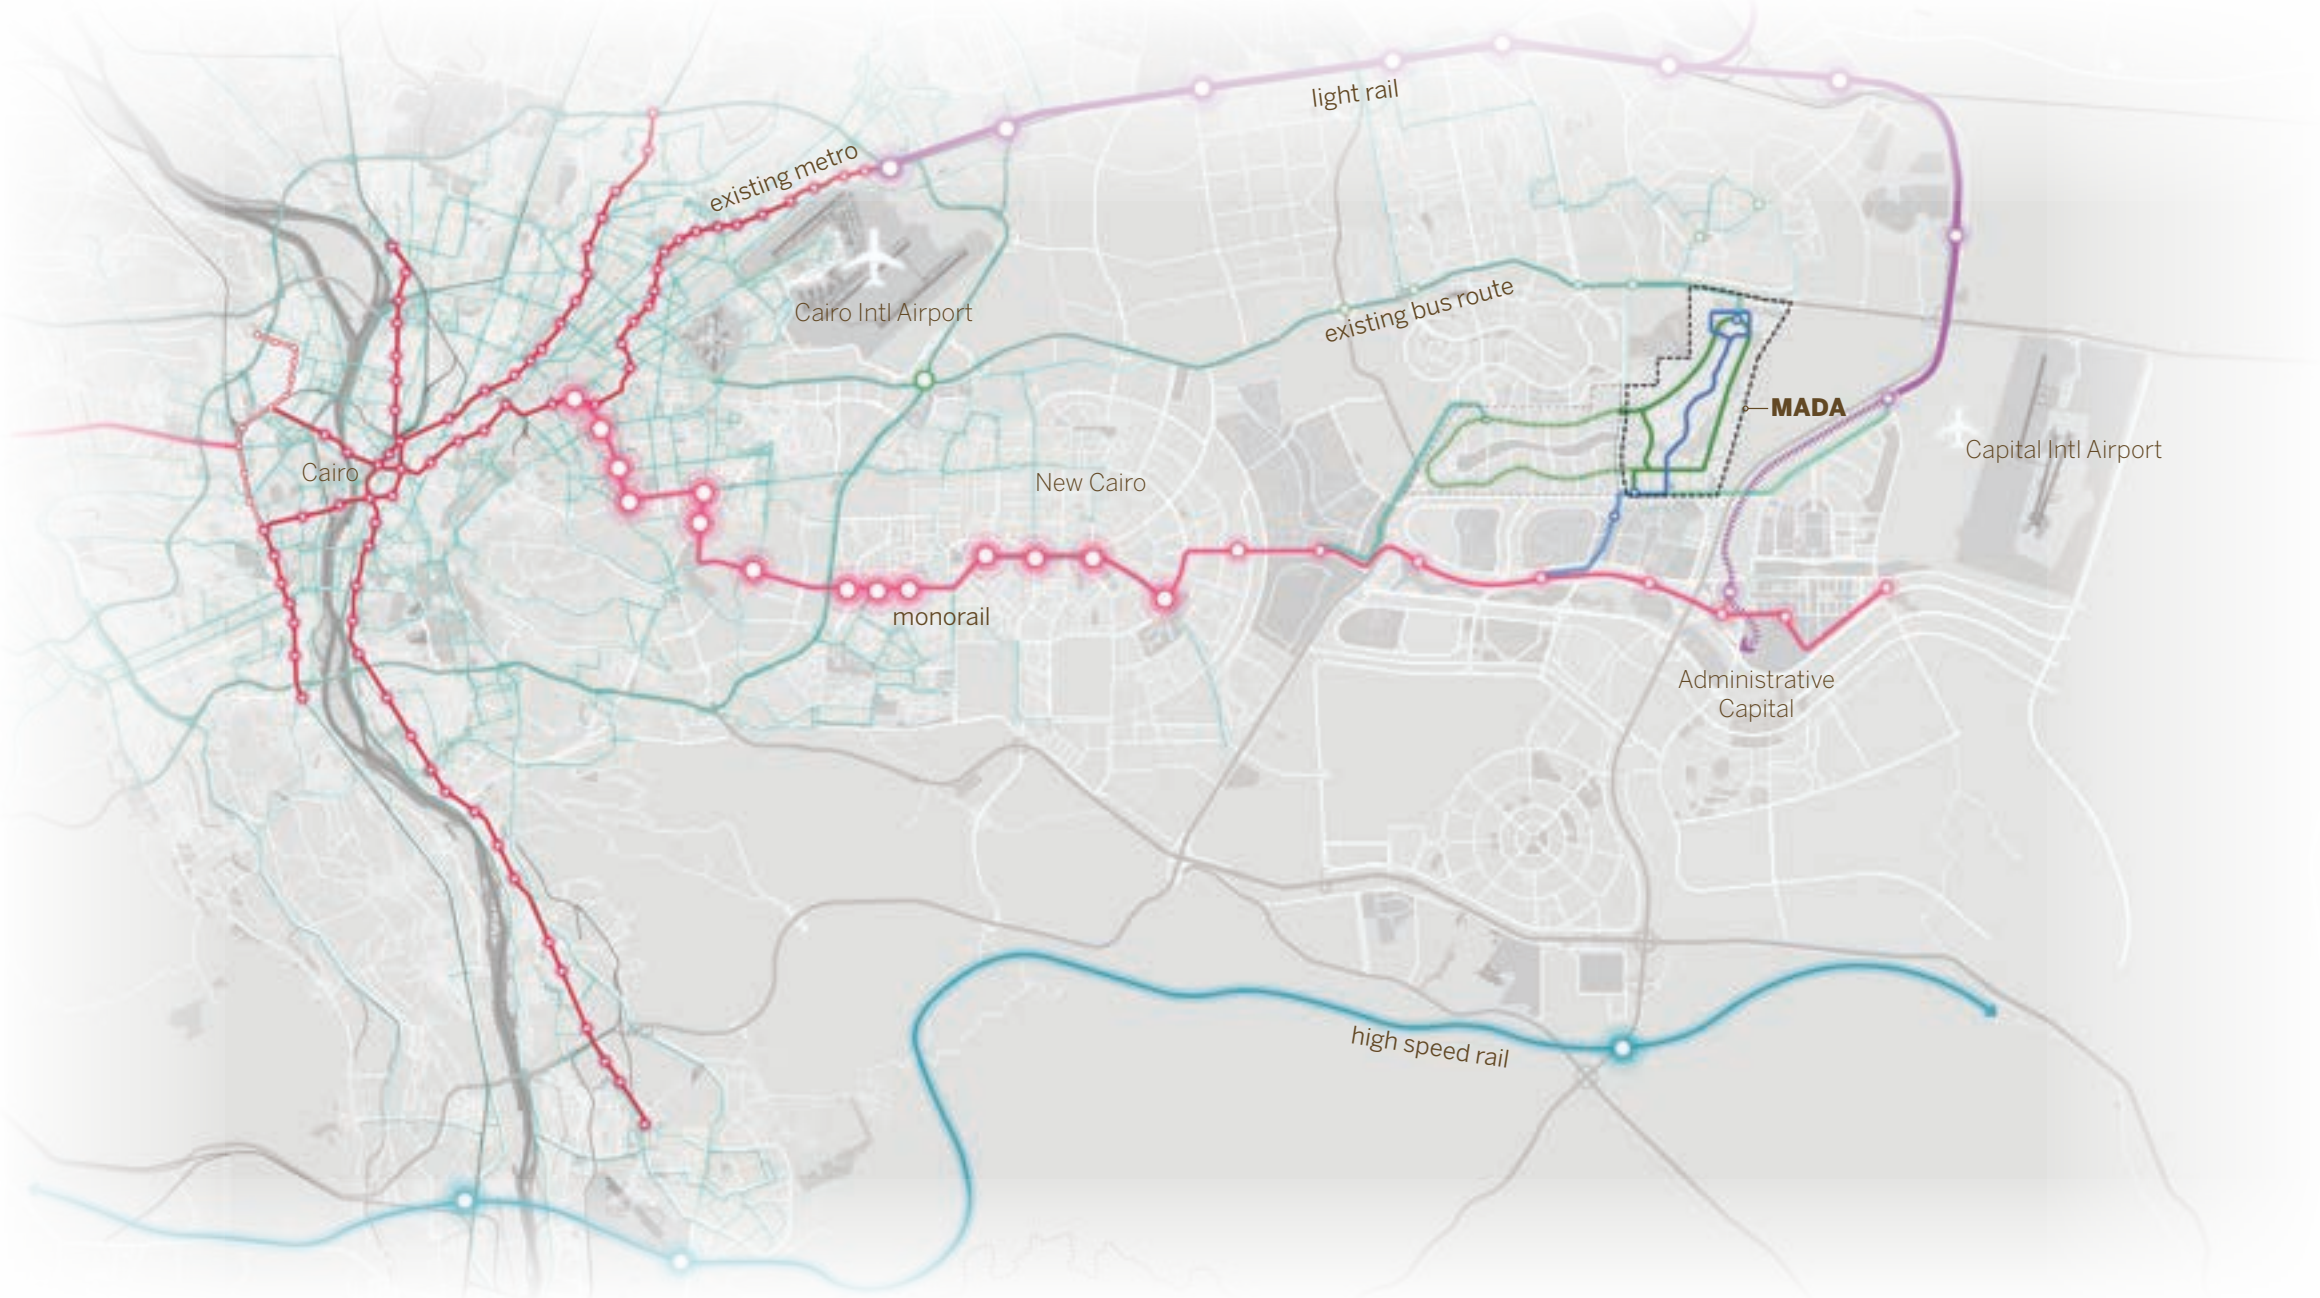 light rail
existing metro
Cairo Intl Airport
existing bus route
MADA
Capital Intl Airport
Cairo
New Cairo
monorail
Administrative
Capital
high speed rail